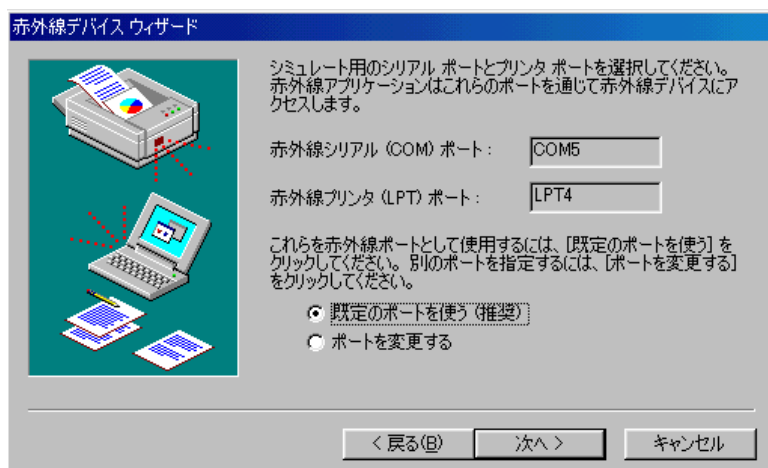 赤外線デバイス ウィザード
シミュレート用のシリアル ポートとプリンタ ポートを選択してください。
赤外線アプリケーションはこれらのポートを通じて赤外線デバイスにア
クセスします。
赤外線シリアル (COM) ポート :
COM5
赤外線プリンタ (LPT) ポート :
LPT4
これらを赤外線ポートとして使用するには、[既定のポートを使う] を
クリックしてください。別のポートを指定するには、[ポートを変更する]
をクリックしてください。
既定のポートを使う (推奨)
ポートを変更する
< 戻る(B)
次へ >
キャンセル